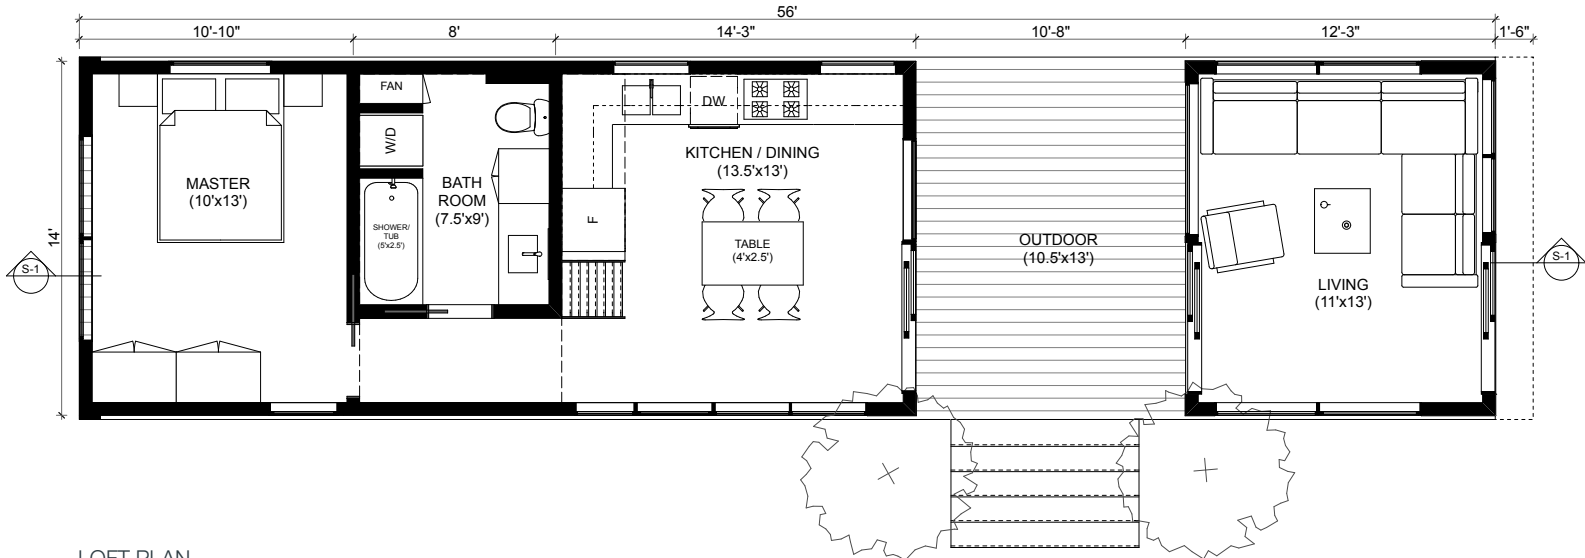 56'
10'-10"
8'
14'-3"
10'-8"
12'-3"
1'-6"
14'
FAN
W/D
DW
MASTER
(10'x13')
BATH
ROOM
(7.5'x9')
SHOWER/
TUB
(5'x2.5')
KITCHEN / DINING
(13.5'x13')
F
TABLE
(4'x2.5')
OUTDOOR
(10.5'x13')
LIVING
(11'x13')
S-1
S-1
LOFT PLAN